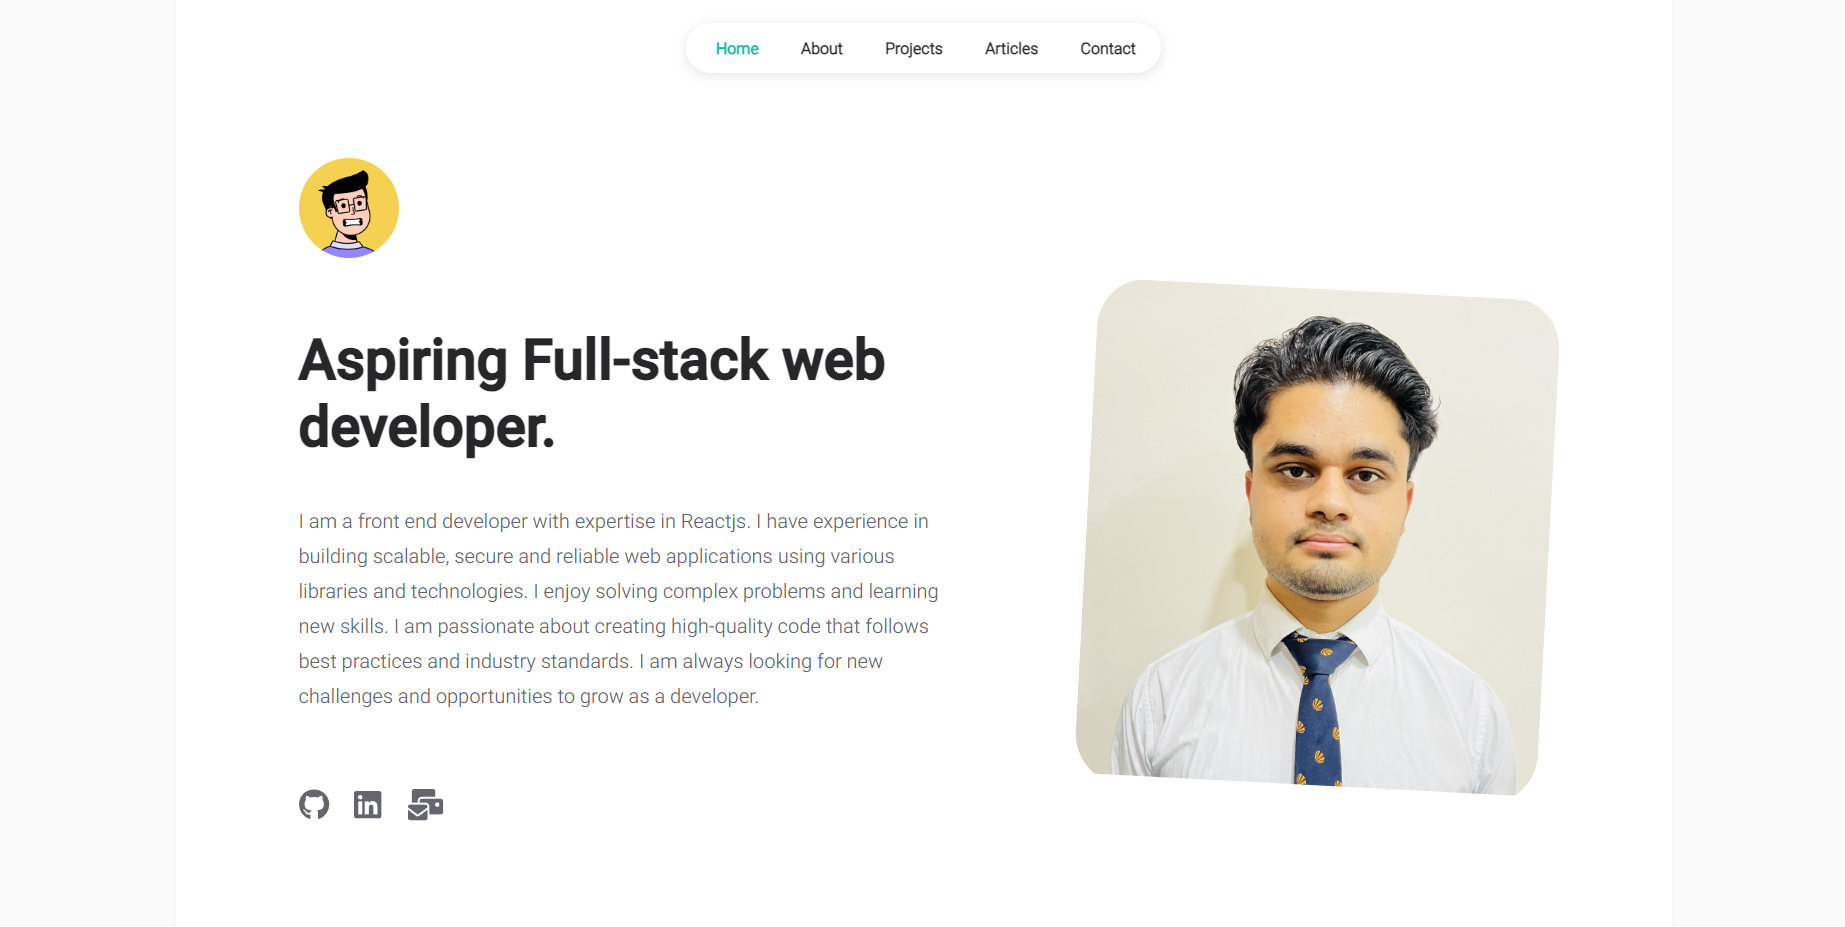 Home
About
Projects
Articles
Contact
Aspiring Full-stack web
developer.
I am a front end developer with expertise in Reactjs. I have experience in
building scalable, secure and reliable web applications using various
libraries and technologies. I enjoy solving complex problems and learning
new skills. I am passionate about creating high-quality code that follows
best practices and industry standards. I am always looking for new
challenges and opportunities to grow as a developer.
in